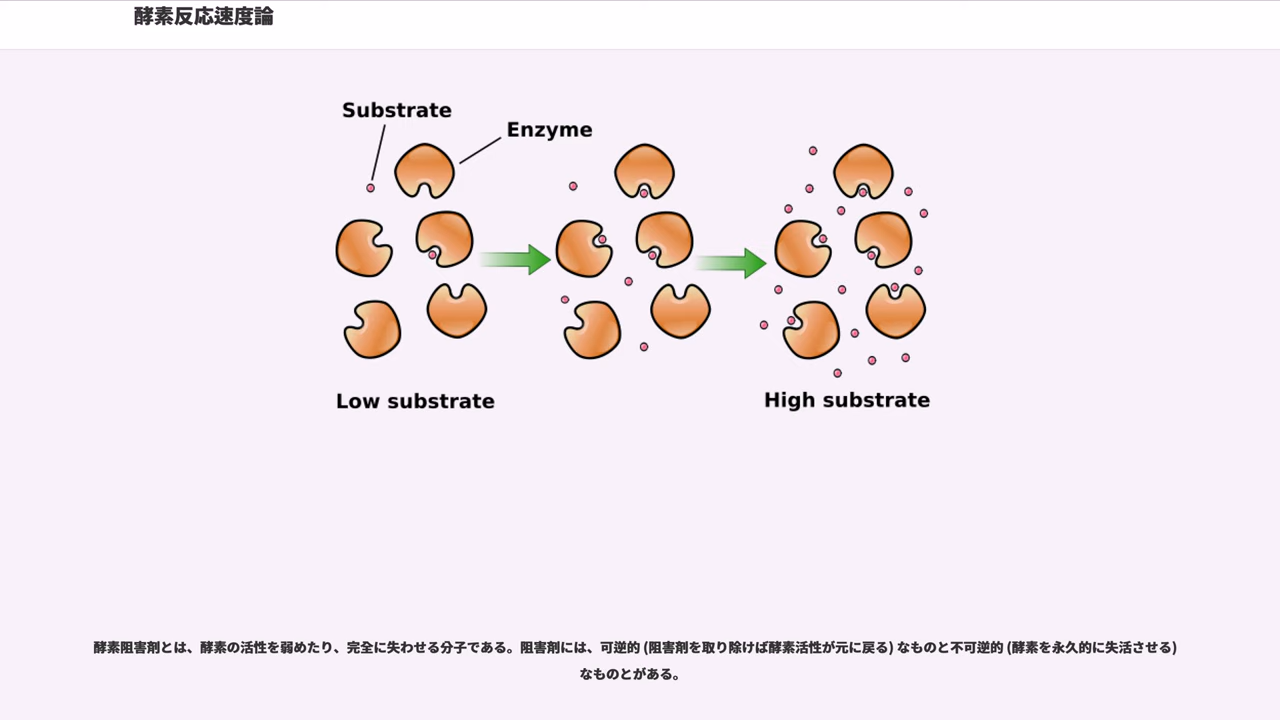 酵素反応速度論
Substrate
Enzyme
Low substrate
High substrate
酵素阻害剤とは、酵素の活性を弱めたり、完全に失わせる分子である。阻害剤には、可逆的 (阻害剤を取り除けば酵素活性が元に戻る) なものと不可逆的 (酵素を永久的に失活させる)
なものとがある。